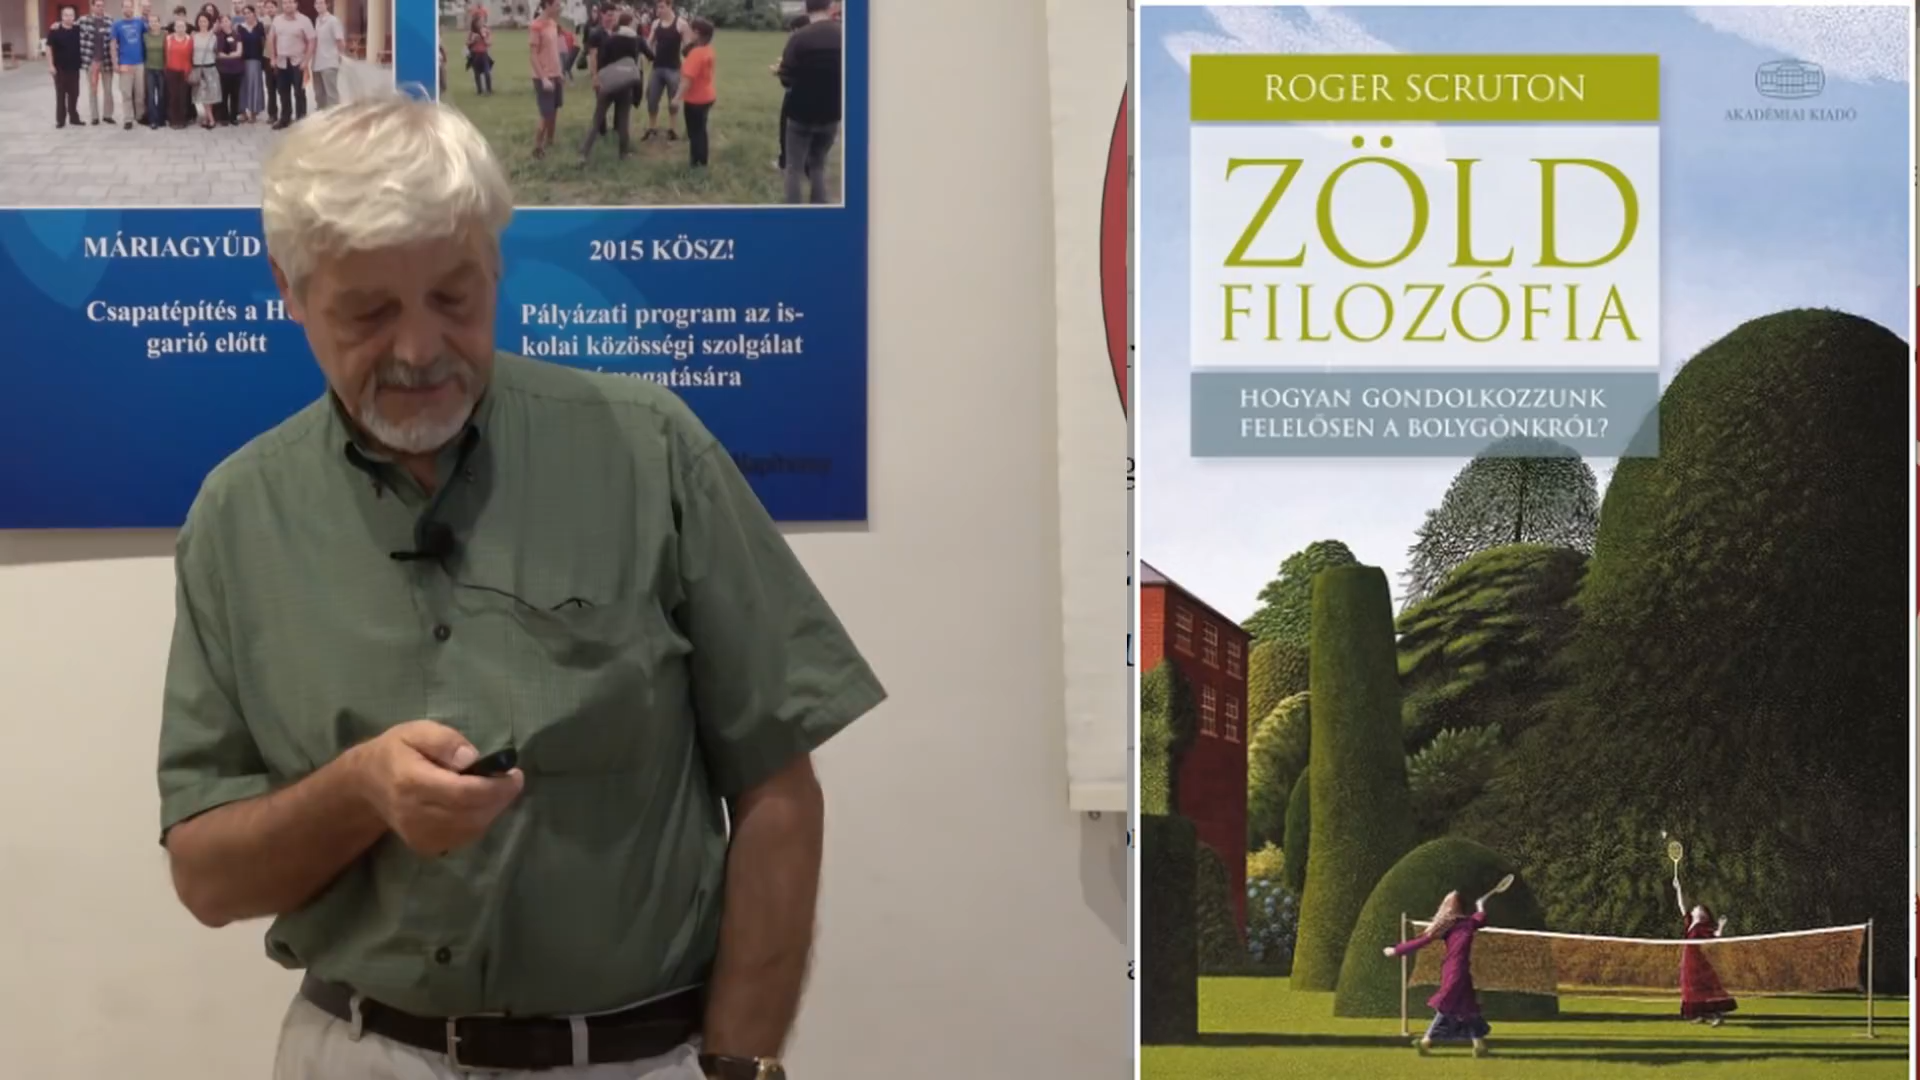 MÁRIAGYŰD
Csapatépítés a
garió előtt
2015 KÖSZ!
Pályázati program az is-
kolai közösségi szolgálat
ROGER SCRUTON
AKADÉMIAI KIADÓ
ZÖLD
FILOZÓFIA
HOGYAN GONDOLKOZZUNK
FELELŐSEN A BOLYGÓNKRÓL?